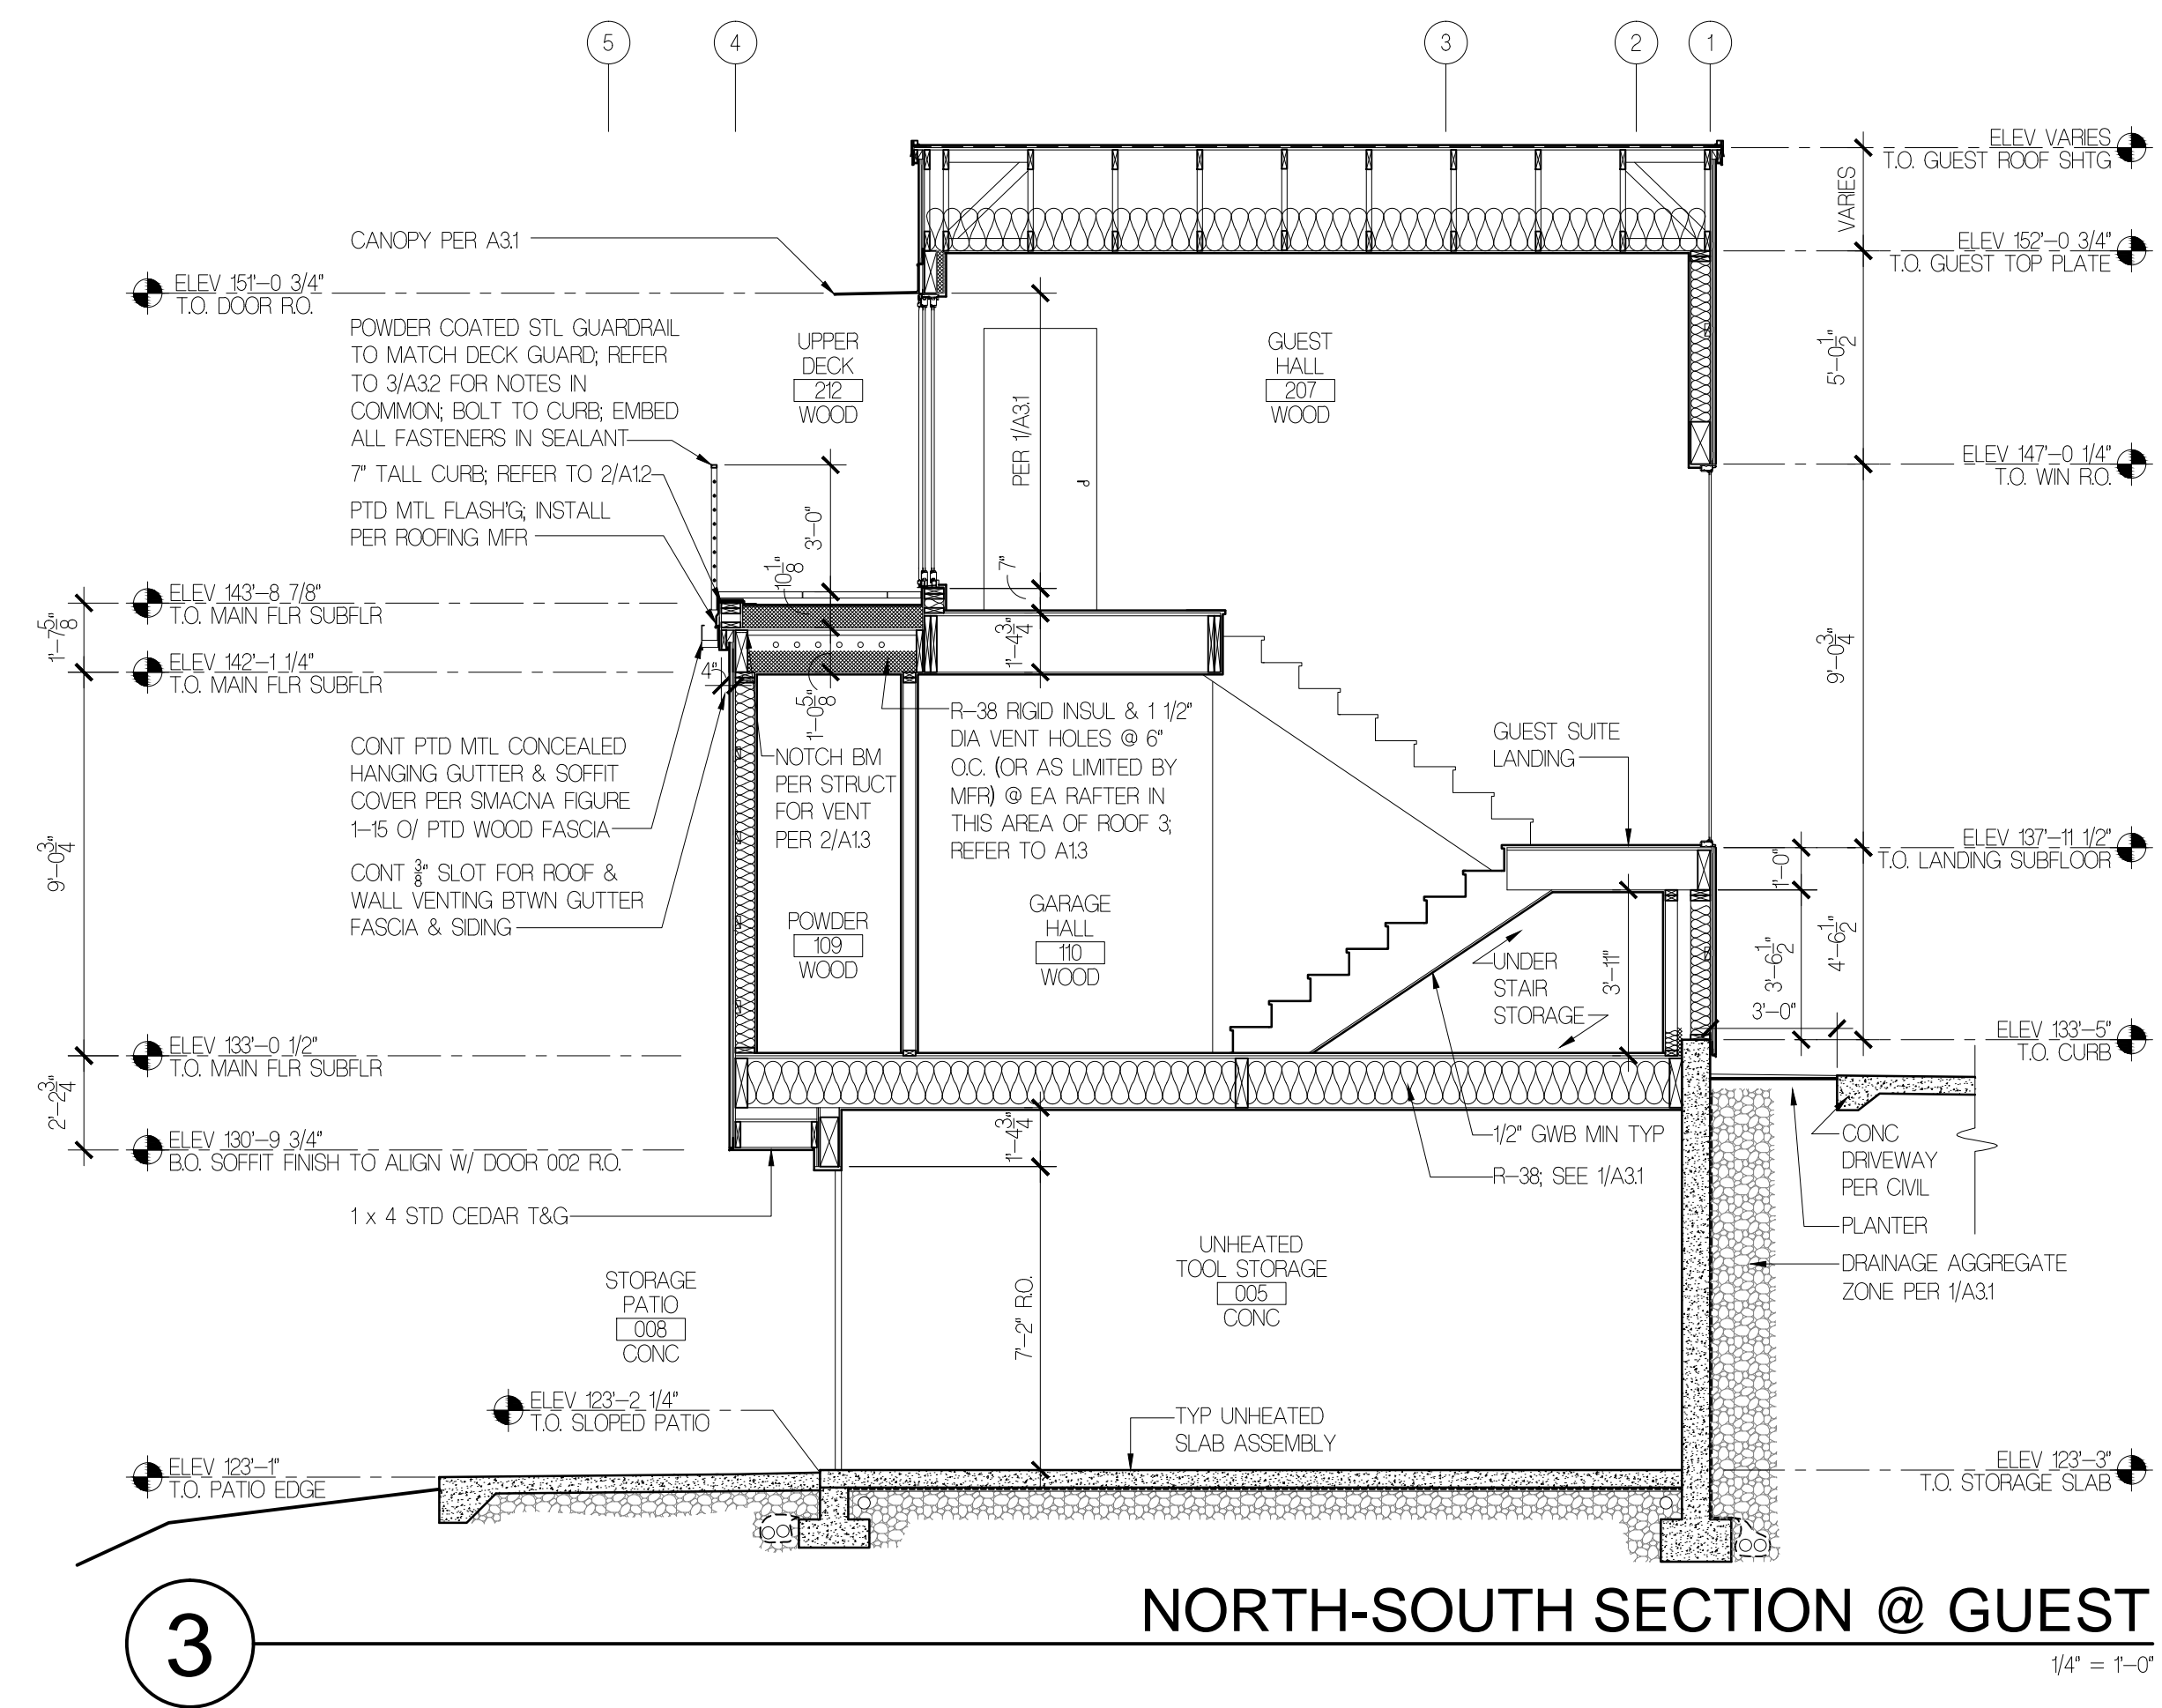 5
4
3
2
1
ELEV VARIES
T.O. GUEST ROOF SHTG
VARIES
CANOPY PER A3.1
ELEV 152'-0 3/4"
T.O. GUEST TOP PLATE
ELEV 151'-0 3/4"
T.O. DOOR R.O.
POWDER COATED STL GUARDRAIL
TO MATCH DECK GUARD; REFER
TO 3/A3.2 FOR NOTES IN
COMMON; BOLT TO CURB; EMBED
ALL FASTENERS IN SEALANT
7" TALL CURB; REFER TO 2/A1.2
PTD MTL FLASH'G; INSTALL
PER ROOFING MFR
UPPER
DECK
212
WOOD
GUEST
HALL
207
WOOD
PER 1/A3.1
5'-0 1/2"
ELEV 147'-0 1/4"
T.O. WIN R.O.
3'-0"
10 1/8"
7"
ELEV 143'-8 7/8"
T.O. MAIN FLR SUBFLR
1'-7 5/8"
1'-4 3/4"
ELEV 142'-1 1/4"
T.O. MAIN FLR SUBFLR
4"
1'-0 5/8"
9'-0 3/4"
CONT PTD MTL CONCEALED
HANGING GUTTER & SOFFIT
COVER PER SMACNA FIGURE
1-15 O/ PTD WOOD FASCIA
CONT 3/8" SLOT FOR ROOF &
WALL VENTING BTWN GUTTER
FASCIA & SIDING
NOTCH BM
PER STRUCT
FOR VENT
PER 2/A1.3
R-38 RIGID INSUL & 1 1/2"
DIA VENT HOLES @ 6"
O.C. (OR AS LIMITED BY
MFR) @ EA RAFTER IN
THIS AREA OF ROOF 3;
REFER TO A1.3
GUEST SUITE
LANDING
ELEV 137'-11 1/2"
T.O. LANDING SUBFLOOR
9'-0 3/4"
POWDER
109
WOOD
GARAGE
HALL
110
WOOD
UNDER
STAIR
STORAGE
3'-11"
1'-0"
3'-6 1/2"
4'-6 1/2"
3'-0"
ELEV 133'-5"
T.O. CURB
ELEV 133'-0 1/2"
T.O. MAIN FLR SUBFLR
2'-2 3/4"
ELEV 130'-9 3/4"
B.O. SOFFIT FINISH TO ALIGN W/ DOOR 002 R.O.
1'-4 3/4"
1/2" GWB MIN TYP
R-38; SEE 1/A3.1
CONC
DRIVEWAY
PER CIVIL
PLANTER
DRAINAGE AGGREGATE
ZONE PER 1/A3.1
1 x 4 STD CEDAR T&G
STORAGE
PATIO
008
CONC
UNHEATED
TOOL STORAGE
005
CONC
7'-2" R.O.
ELEV 123'-2 1/4"
T.O. SLOPED PATIO
TYP UNHEATED
SLAB ASSEMBLY
ELEV 123'-1"
T.O. PATIO EDGE
ELEV 123'-3"
T.O. STORAGE SLAB
3
NORTH-SOUTH SECTION @ GUEST
1/4" = 1'-0"